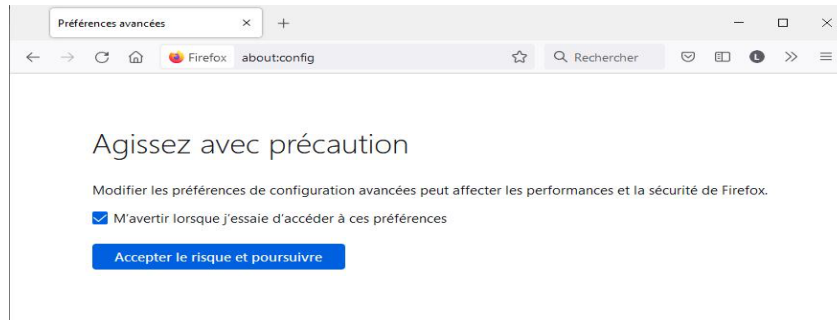 Préférences avancées
Firefox about:config Rechercher L
Agissez avec précaution
Modifier les préférences de configuration avancées peut affecter les performances et la sécurité de Firefox.
M’avertir lorsque j’essaie d’accéder à ces préférences
Accepter le risque et poursuivre